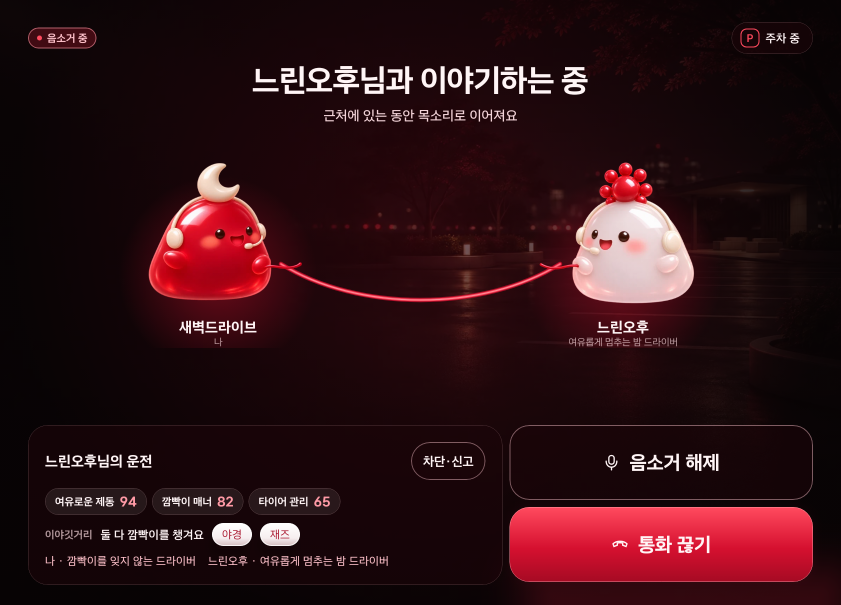 음소거 중
P 주차 중
느린오후님과 이야기하는 중
근처에 있는 동안 목소리로 이어져요
새벽드라이브
나
느린오후
여유롭게 멈추는 밤 드라이버
느린오후님의 운전
차단·신고
여유로운 제동 94 깜빡이 매너 82 타이어 관리 65
이야깃거리 둘 다 깜빡이를 챙겨요 야경 재즈
나 · 깜빡이를 잊지 않는 드라이버 느린오후 · 여유롭게 멈추는 밤 드라이버
음소거 해제
통화 끊기